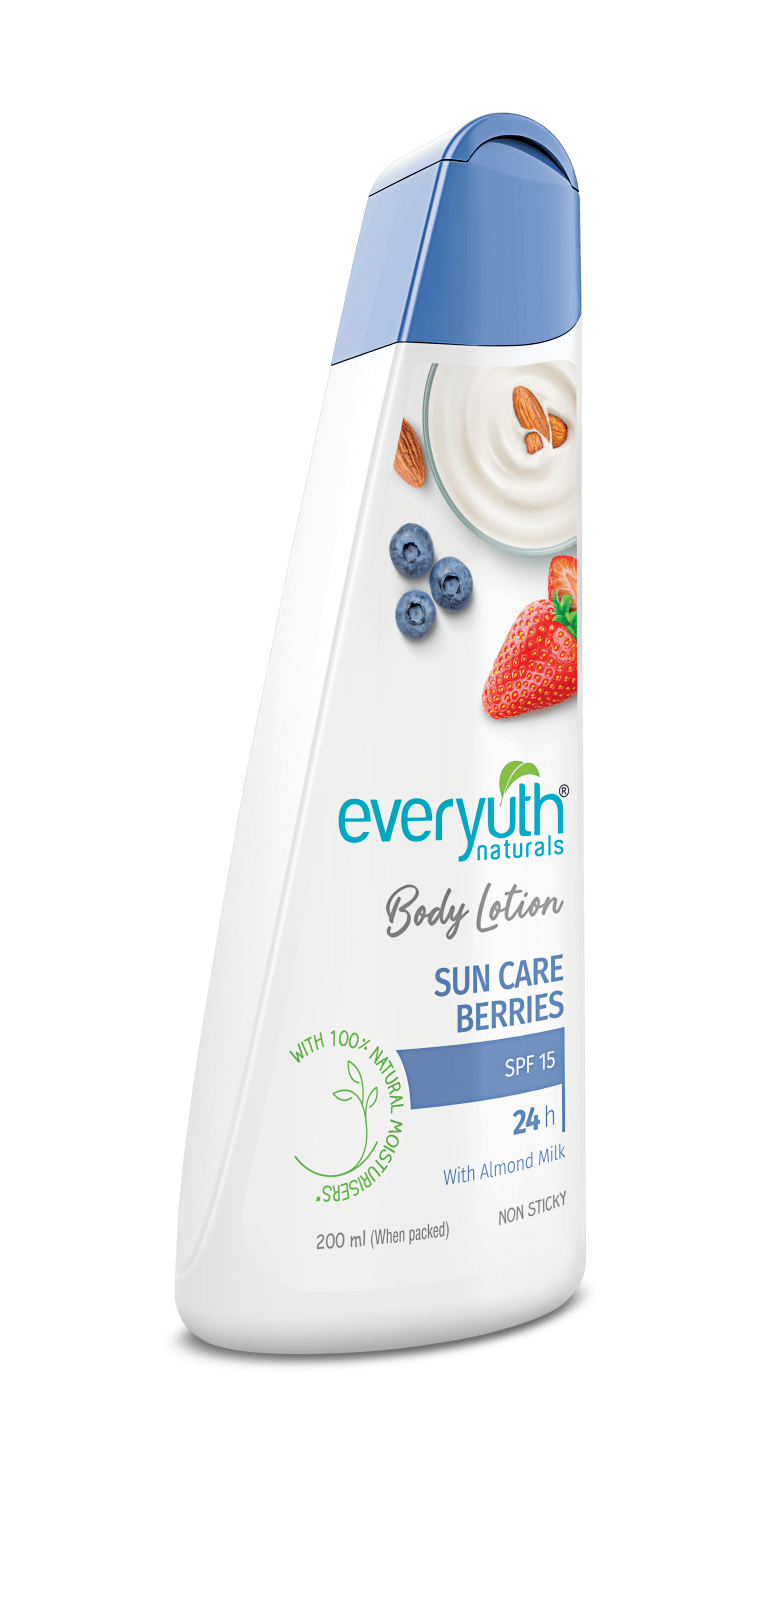 everyuth®
naturals
Body Lotion
SUN CARE
BERRIES
SPF 15
24 h
With Almond Milk
NON STICKY
WITH 100% NATURAL MOISTURISERS*
200 ml (When packed)